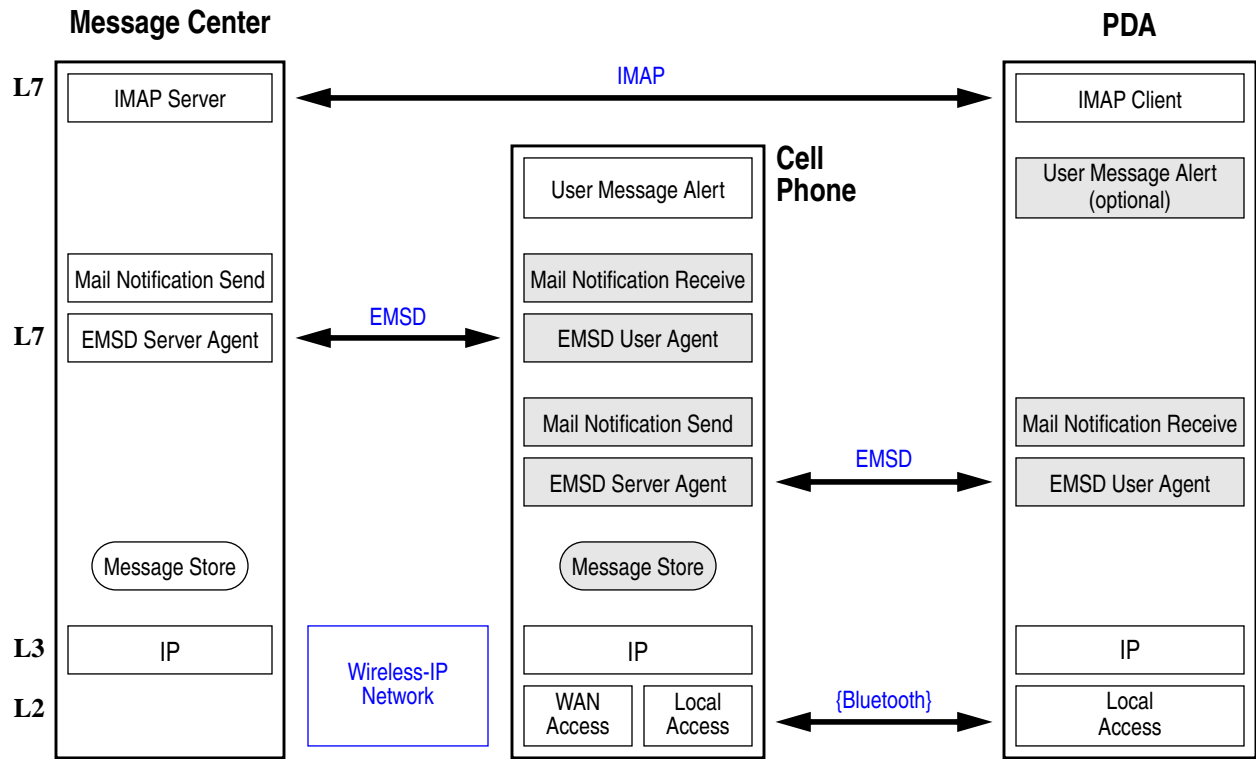 Message Center
PDA
L7
IMAP Server
IMAP
IMAP Client
Cell
Phone
User Message Alert
User Message Alert
(optional)
Mail Notification Send
Mail Notification Receive
L7
EMSD Server Agent
EMSD
EMSD User Agent
Mail Notification Send
Mail Notification Receive
EMSD Server Agent
EMSD
EMSD User Agent
Message Store
Message Store
L3
IP
Wireless-IP
Network
IP
IP
L2
WAN
Access
Local
Access
{Bluetooth}
Local
Access